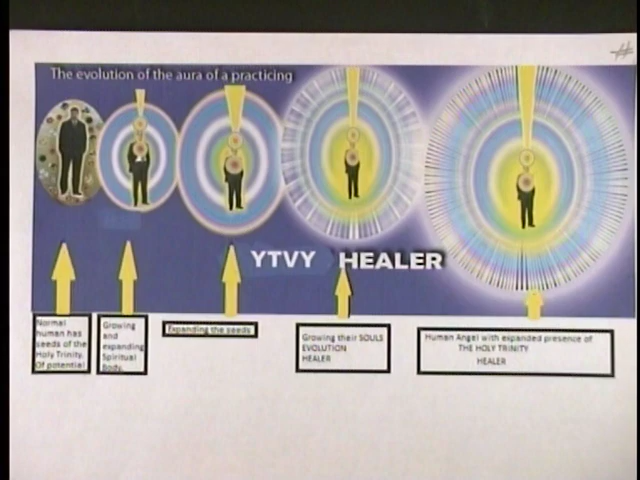 The evolution of the aura of a practicing
YTVY HEALER
Normal
human has
seeds of the
Holy Trinity.
Of potential
Growing
and
expanding
Spiritual
Body.
Expanding the seeds
Growing their SOULS
EVOLUTION
HEALER
Human Angel with expanded presence of
THE HOLY TRINITY
HEALER